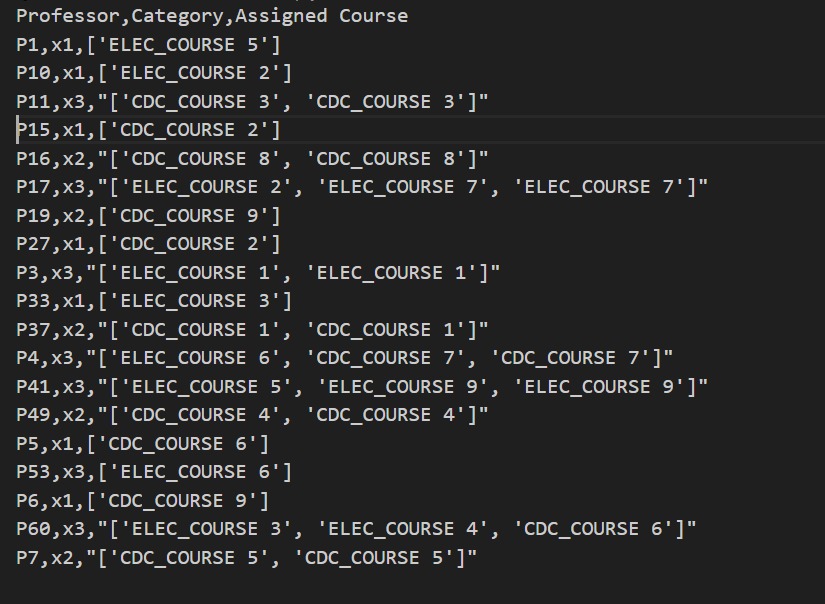 Professor,Category,Assigned Course
P1,x1,['ELEC_COURSE 5']
P10,x1,['ELEC_COURSE 2']
P11,x3,"['CDC_COURSE 3', 'CDC_COURSE 3']"
P15,x1,['CDC_COURSE 2']
P16,x2,"['CDC_COURSE 8', 'CDC_COURSE 8']"
P17,x3,"['ELEC_COURSE 2', 'ELEC_COURSE 7', 'ELEC_COURSE 7']"
P19,x2,['CDC_COURSE 9']
P27,x1,['CDC_COURSE 2']
P3,x3,"['ELEC_COURSE 1', 'ELEC_COURSE 1']"
P33,x1,['ELEC_COURSE 3']
P37,x2,"['CDC_COURSE 1', 'CDC_COURSE 1']"
P4,x3,"['ELEC_COURSE 6', 'CDC_COURSE 7', 'CDC_COURSE 7']"
P41,x3,"['ELEC_COURSE 5', 'ELEC_COURSE 9', 'ELEC_COURSE 9']"
P49,x2,"['CDC_COURSE 4', 'CDC_COURSE 4']"
P5,x1,['CDC_COURSE 6']
P53,x3,['ELEC_COURSE 6']
P6,x1,['CDC_COURSE 9']
P60,x3,"['ELEC_COURSE 3', 'ELEC_COURSE 4', 'CDC_COURSE 6']"
P7,x2,"['CDC_COURSE 5', 'CDC_COURSE 5']"